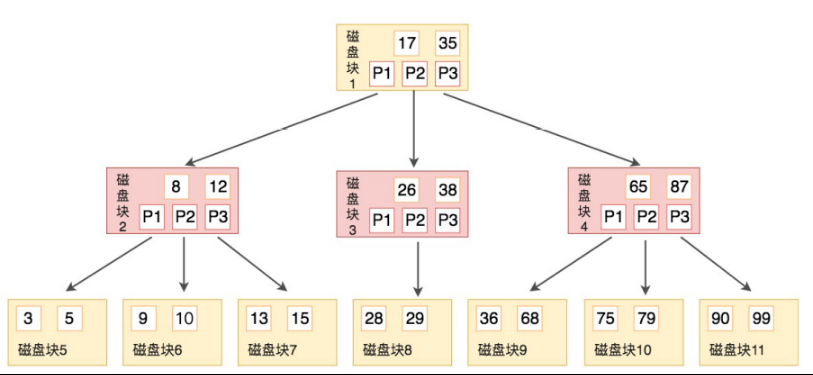 磁盘块1 17 35
P1 P2 P3
磁盘块2 8 12
P1 P2 P3
磁盘块3 26 38
P1 P2 P3
磁盘块4 65 87
P1 P2 P3
3 5
磁盘块5
9 10
磁盘块6
13 15
磁盘块7
28 29
磁盘块8
36 68
磁盘块9
75 79
磁盘块10
90 99
磁盘块11